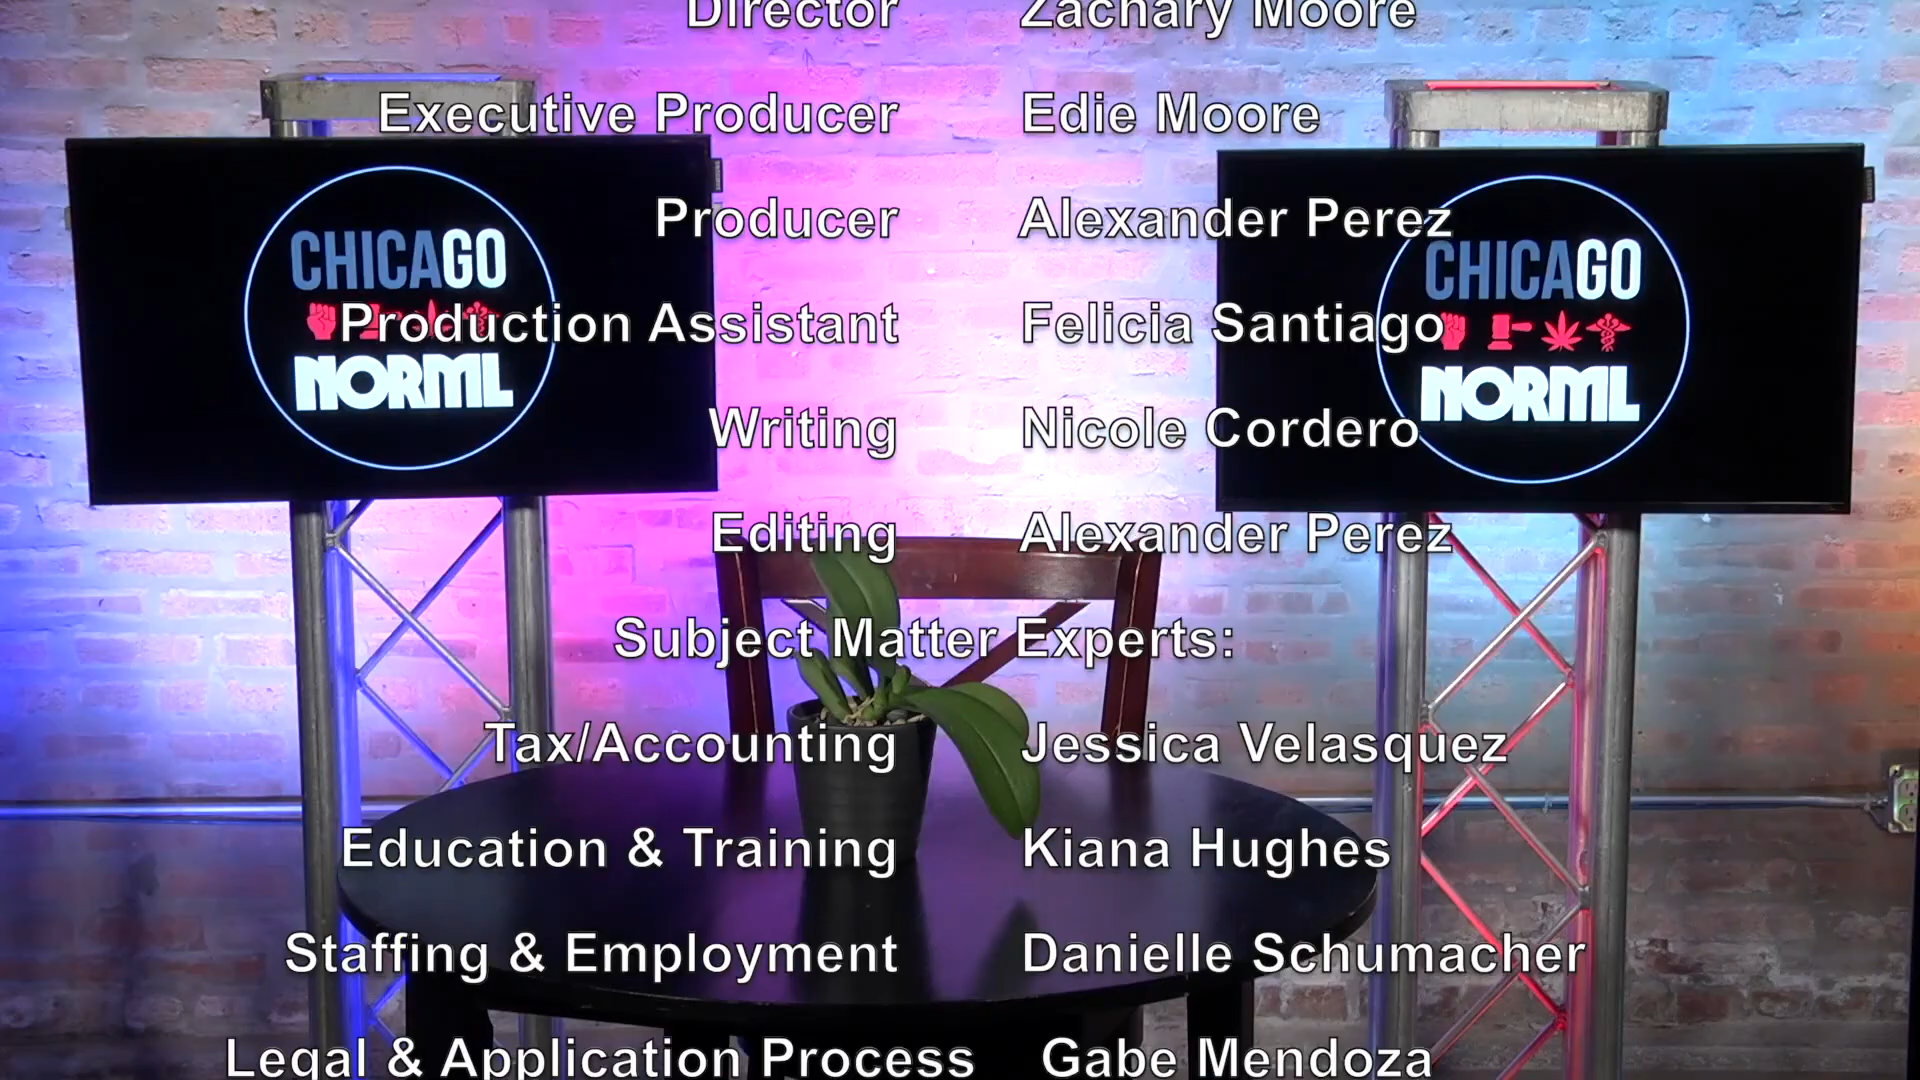 Director Zachary Moore
Executive Producer Edie Moore
Producer Alexander Perez
CHICAGO
NORML
CHICAGO
NORML
Production Assistant Felicia Santiago
Writing Nicole Cordero
Editing Alexander Perez
Subject Matter Experts:
Tax/Accounting Jessica Velasquez
Education & Training Kiana Hughes
Staffing & Employment Danielle Schumacher
Legal & Application Process Gabe Mendoza